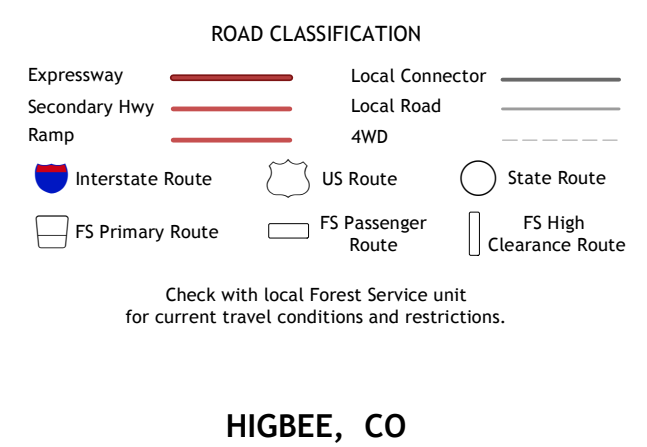 ROAD CLASSIFICATION
Expressway
Local Connector
Secondary Hwy
Local Road
Ramp
4WD
Interstate Route
US Route
State Route
FS Primary Route
FS Passenger
Route
FS High
Clearance Route
Check with local Forest Service unit
for current travel conditions and restrictions.
HIGBEE, CO